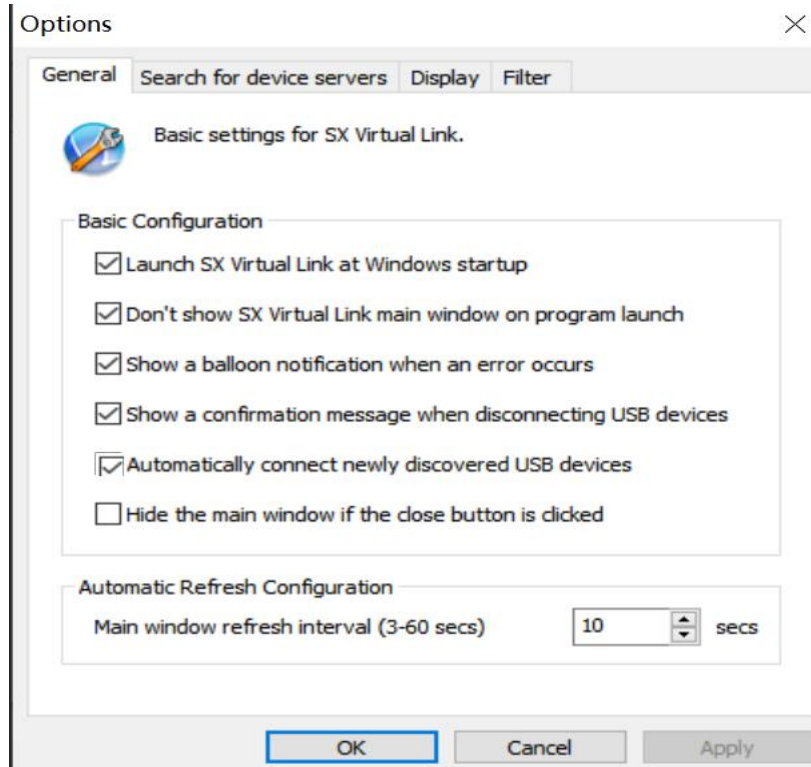 Options
General
Search for device servers
Display
Filter
Basic settings for SX Virtual Link.
Basic Configuration
Launch SX Virtual Link at Windows startup
Don't show SX Virtual Link main window on program launch
Show a balloon notification when an error occurs
Show a confirmation message when disconnecting USB devices
Automatically connect newly discovered USB devices
Hide the main window if the close button is clicked
Automatic Refresh Configuration
Main window refresh interval (3-60 secs) 10 secs
OK Cancel Apply